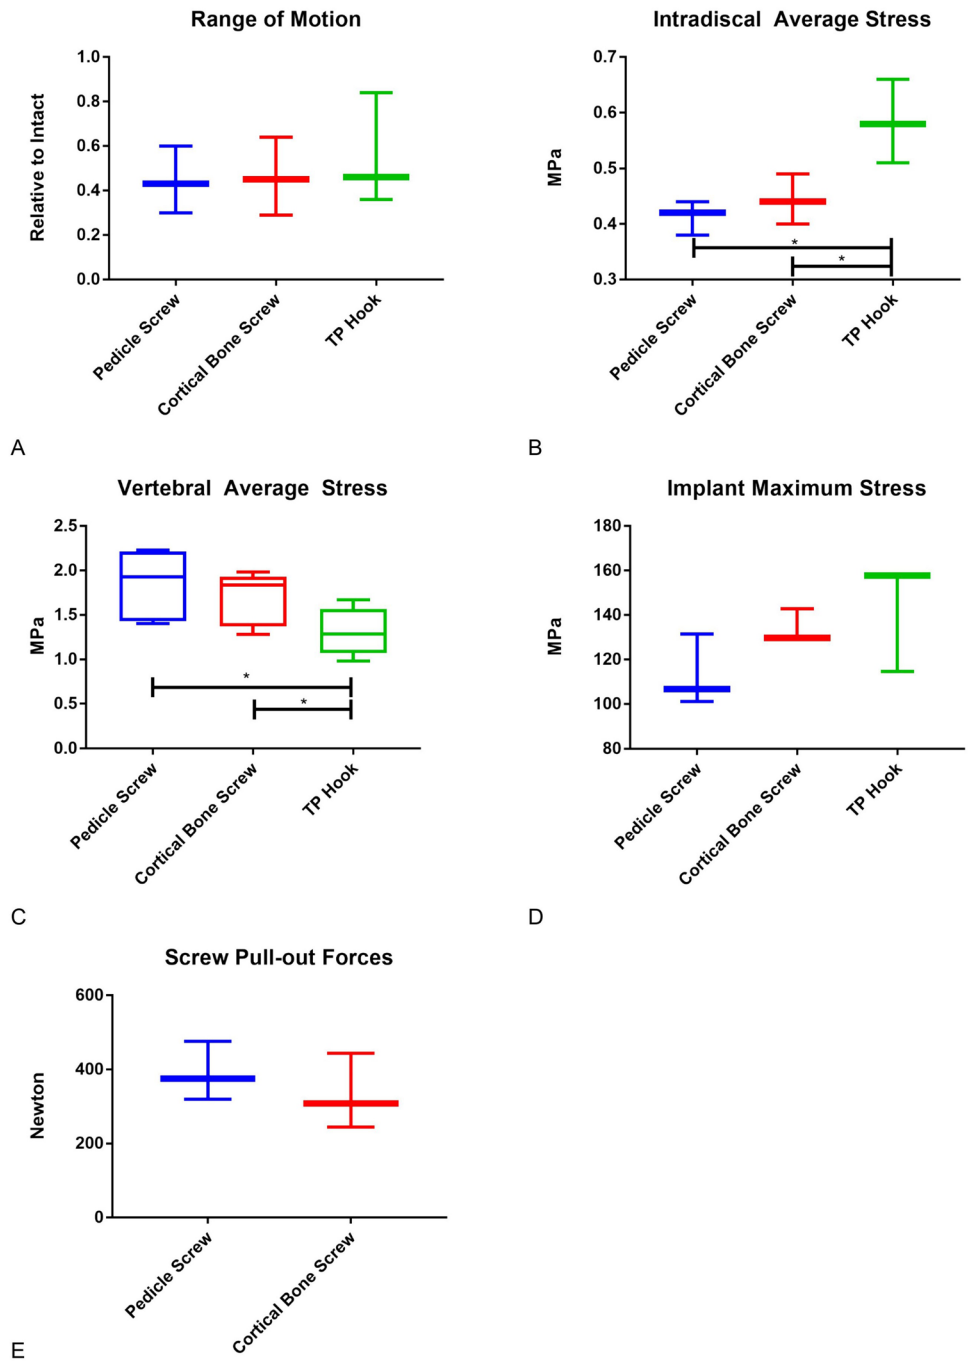 Range of Motion
Relative to Intact
1.0
0.8
0.6
0.4
0.2
0.0
Pedicle Screw
Cortical Bone Screw
TP Hook
A
Intradiscal Average Stress
MPa
0.7
0.6
0.5
0.4
0.3
*
*
Pedicle Screw
Cortical Bone Screw
TP Hook
B
Vertebral Average Stress
MPa
2.5
2.0
1.5
1.0
0.5
0.0
*
*
Pedicle Screw
Cortical Bone Screw
TP Hook
C
Implant Maximum Stress
MPa
180
160
140
120
100
80
Pedicle Screw
Cortical Bone Screw
TP Hook
D
Screw Pull-out Forces
Newton
600
400
200
0
Pedicle Screw
Cortical Bone Screw
E